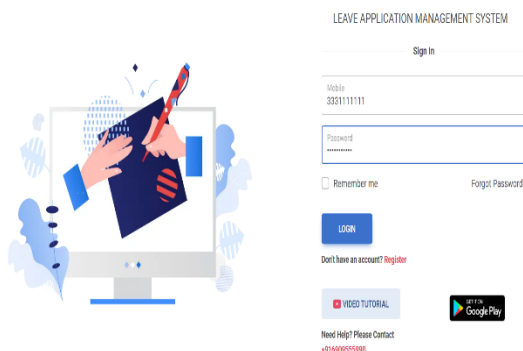 LEAVE APPLICATION MANAGEMENT SYSTEM
Sign In
Mobile
3331111111
Password
•••••••••••
Remember me
Forgot Password
LOGIN
Don't have an account? Register
VIDEO TUTORIAL
GET IT ON
Google Play
Need Help? Please Contact